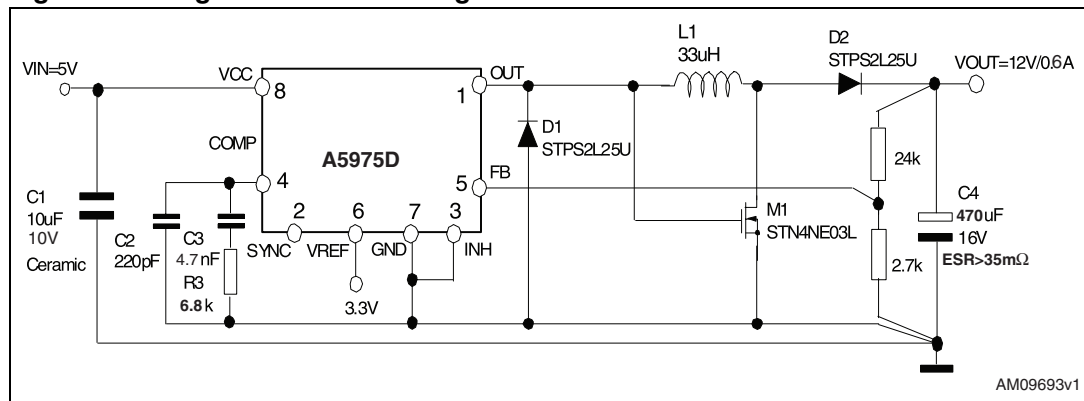 L1
33uH
D2
STPS2L25U
VOUT=12V/0.6A
VIN=5V
VCC
8
OUT
1
COMP
A5975D
D1
STPS2L25U
FB
5
4
24k
C1
10uF
10V
Ceramic
C2
220pF
C3
4.7nF
R3
6.8k
2
SYNC
6
VREF
7
GND
3
INH
3.3V
M1
STN4NE03L
2.7k
C4
470uF
16V
ESR>35mΩ
AM09693v1